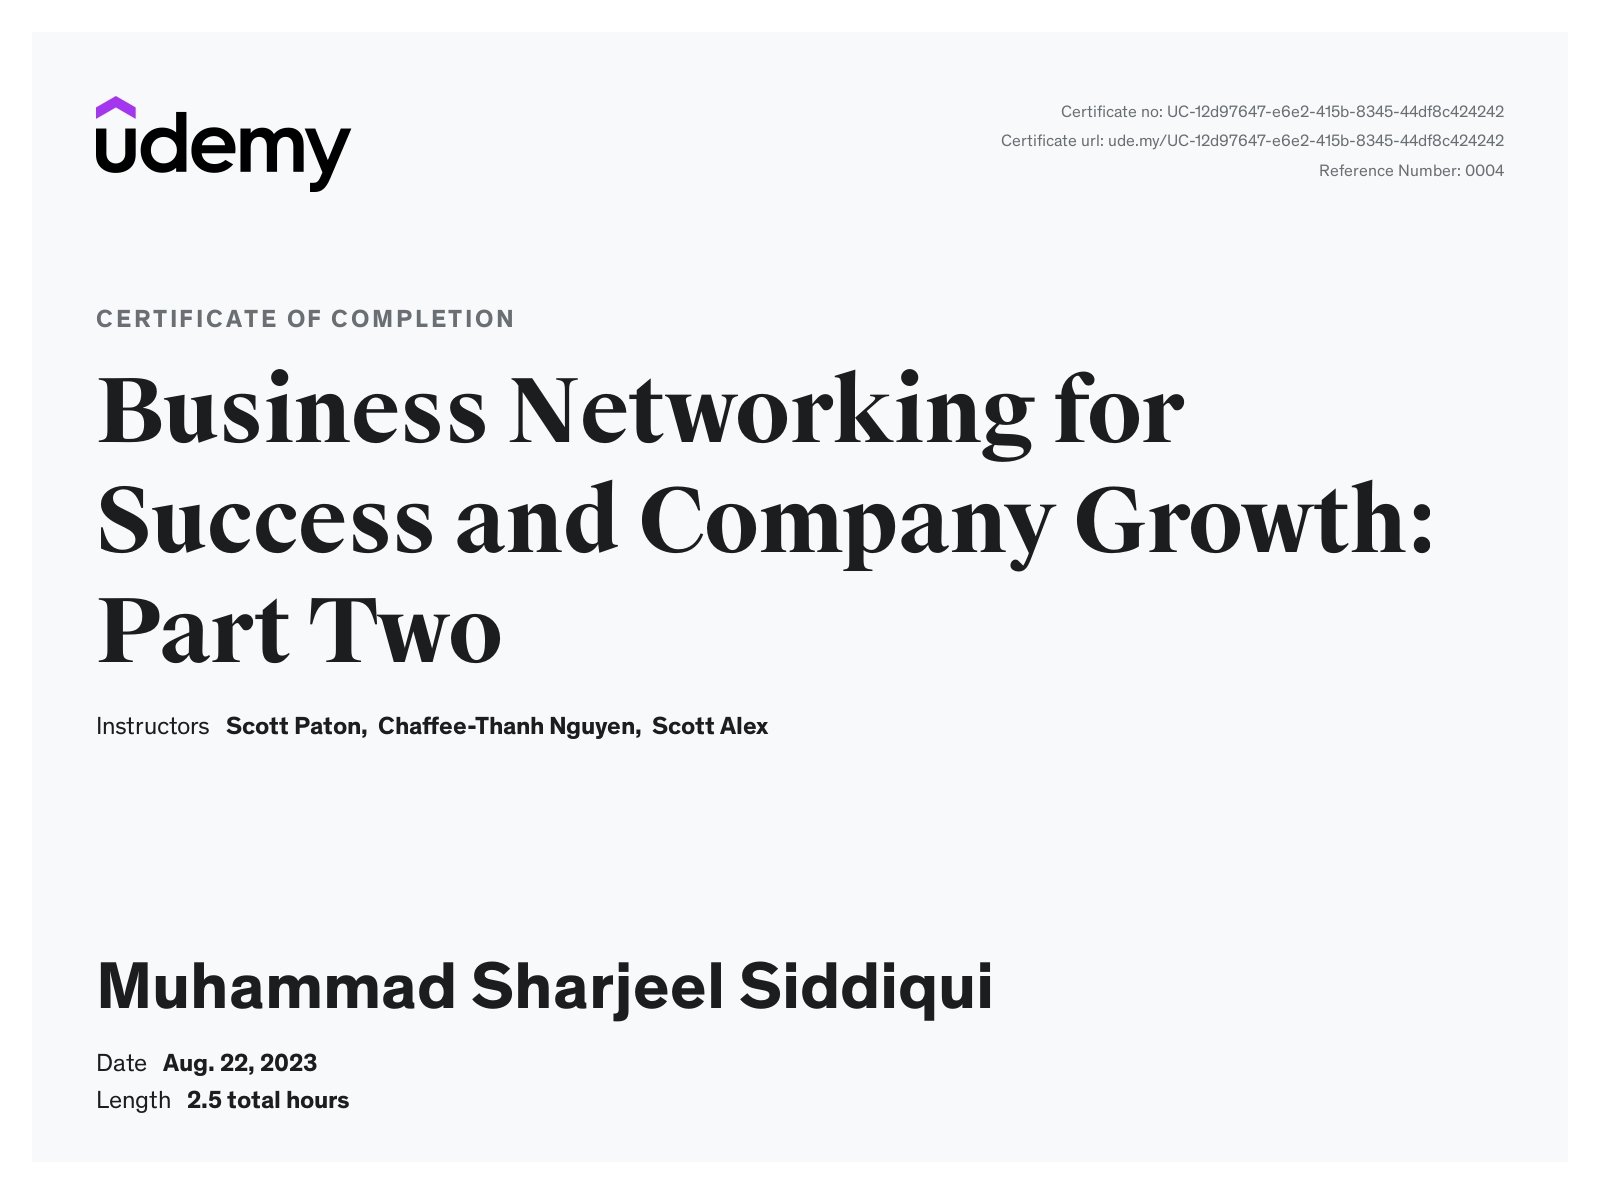 udemy
Certificate no: UC-12d97647-e6e2-415b-8345-44df8c424242
Certificate url: ude.my/UC-12d97647-e6e2-415b-8345-44df8c424242
Reference Number: 0004
CERTIFICATE OF COMPLETION
Business Networking for
Success and Company Growth:
Part Two
Instructors Scott Paton, Chaffee-Thanh Nguyen, Scott Alex
Muhammad Sharjeel Siddiqui
Date Aug. 22, 2023
Length 2.5 total hours